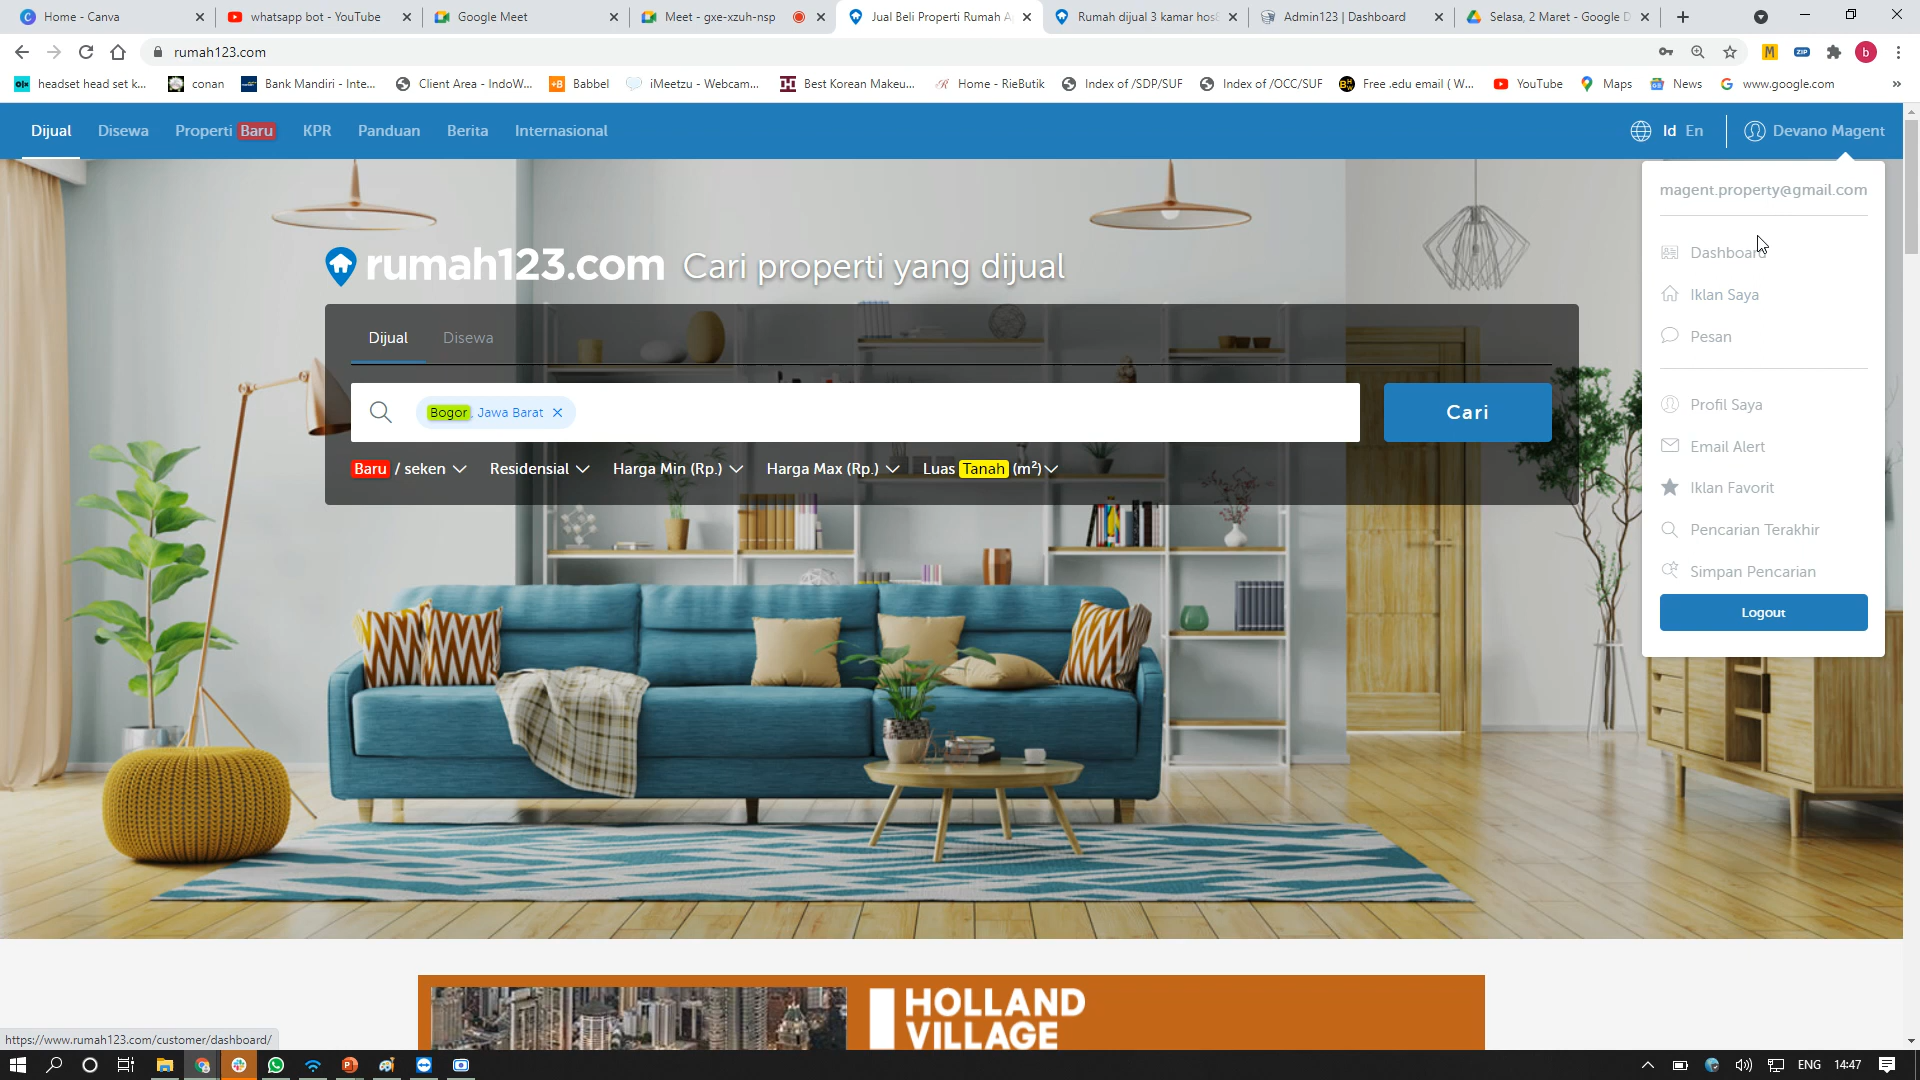 Home - Canva
whatsapp bot - YouTube
Google Meet
Meet - gxe-xzuh-nsp
Jual Beli Properti Rumah A
Rumah dijual 3 kamar hos
Admin123 | Dashboard
Selasa, 2 Maret - Google D
rumah123.com
headset head set k...
conan
Bank Mandiri - Inte...
Client Area - IndoW...
Babbel
iMeetzu - Webcam...
Best Korean Makeu...
Home - RieButik
Index of /SDP/SUF
Index of /OCC/SUF
Free .edu email ( W...
YouTube
Maps
News
www.google.com
Dijual Disewa Properti Baru KPR Panduan Berita Internasional
Id En Devano Magent
magent.property@gmail.com
Dashboard
Iklan Saya
Pesan
Profil Saya
Email Alert
Iklan Favorit
Pencarian Terakhir
Simpan Pencarian
Logout
rumah123.com Cari properti yang dijual
Dijual Disewa
Bogor, Jawa Barat
Cari
Baru / seken Residensial Harga Min (Rp.) Harga Max (Rp.) Luas Tanah (m²)
HOLLAND
VILLAGE
https://www.rumah123.com/customer/dashboard/
ENG 14:47